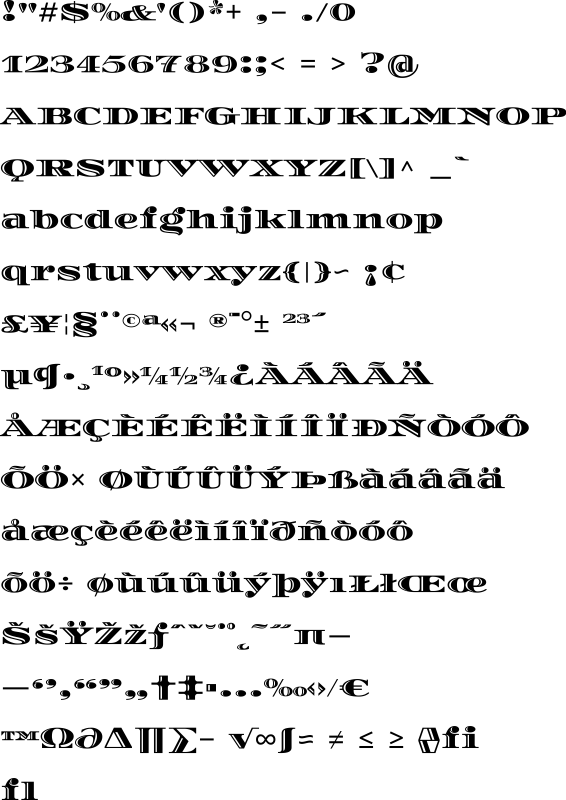 !"#$%&'()*+ ,- ./0
123456789:;< = > ?@
ABCDEFGHIJKLMNOP
QRSTUVWXYZ[\]^ _`
abcdefghijklmnop
qrstuvwxyz{|}~ ¡¢
£¥¦§¨©ª«¬ ®¯°± ²³´
µ¶·¸¹º»¼½¾¿ÀÁÂÃÄ
ÅÆÇÈÉÊËÌÍÎÏÐÑÒÓÔ
ÕÖ× ØÙÚÛÜÝÞßàáâãä
åæçèéêëìíîïðñòóô
õö÷ øùúûüýþÿıŁłŒœ
ŠšŸŽžƒˆˇ˘˙˚˛˜˝π–
—‘’‚“”„†‡•…‰‹›⁄€
™Ω∂∆∏∑− √∞∫≈ ≠ ≤ ≥ ◊fi
fl